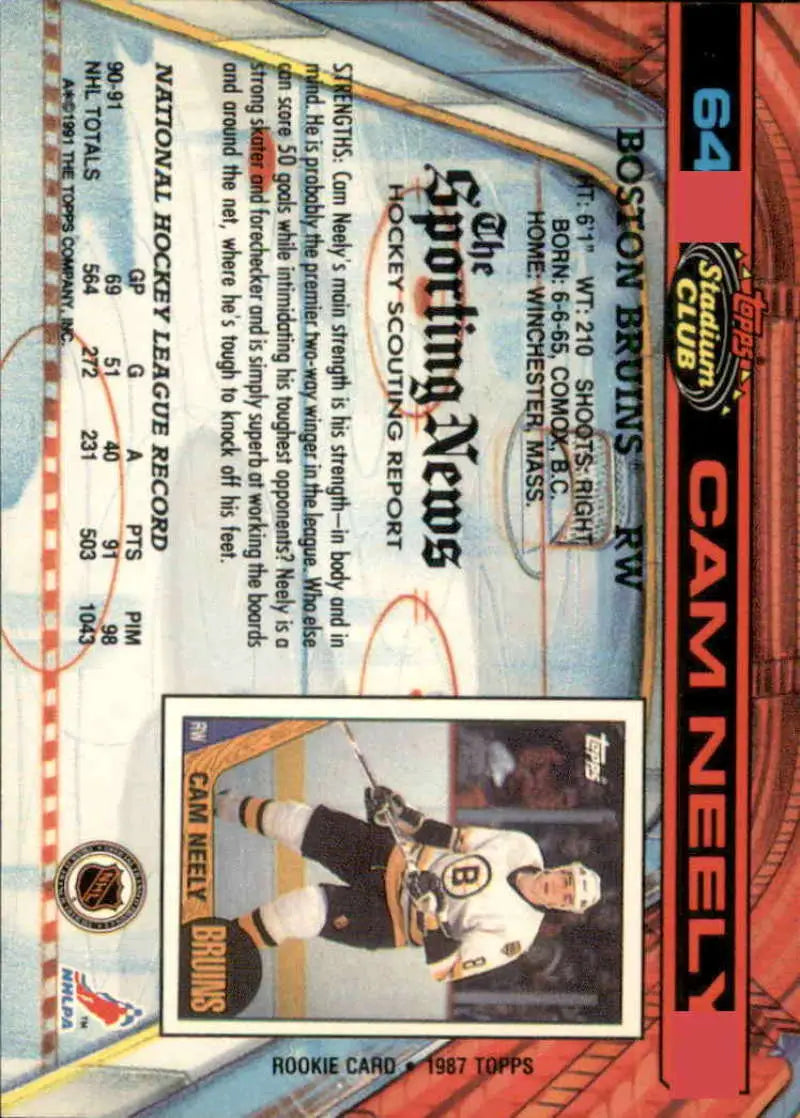 64
Topps®
Stadium
CLUB
CAM NEELY
BOSTON BRUINS® RW
HT: 6'1" WT: 210 SHOOTS: RIGHT
BORN: 6-6-65, COMOX, B.C.
HOME: WINCHESTER, MASS.
The
Sporting News
HOCKEY SCOUTING REPORT
STRENGTHS: Cam Neely's main strength is his strength—in body and in
mind. He is probably the premier two-way winger in the league. Who else
can score 50 goals while intimidating his toughest opponents? Neely is a
strong skater and forechecker and is simply superb at working the boards
and around the net, where he's tough to knock off his feet.
NATIONAL HOCKEY LEAGUE RECORD
GP G A PTS PIM
90-91 69 51 40 91 98
NHL TOTALS 564 272 231 503 1043
A*©1991 THE TOPPS COMPANY, INC.
topps
B
8
RW
CAM NEELY
BRUINS
ROOKIE CARD • 1987 TOPPS
NHL
NHLPA™